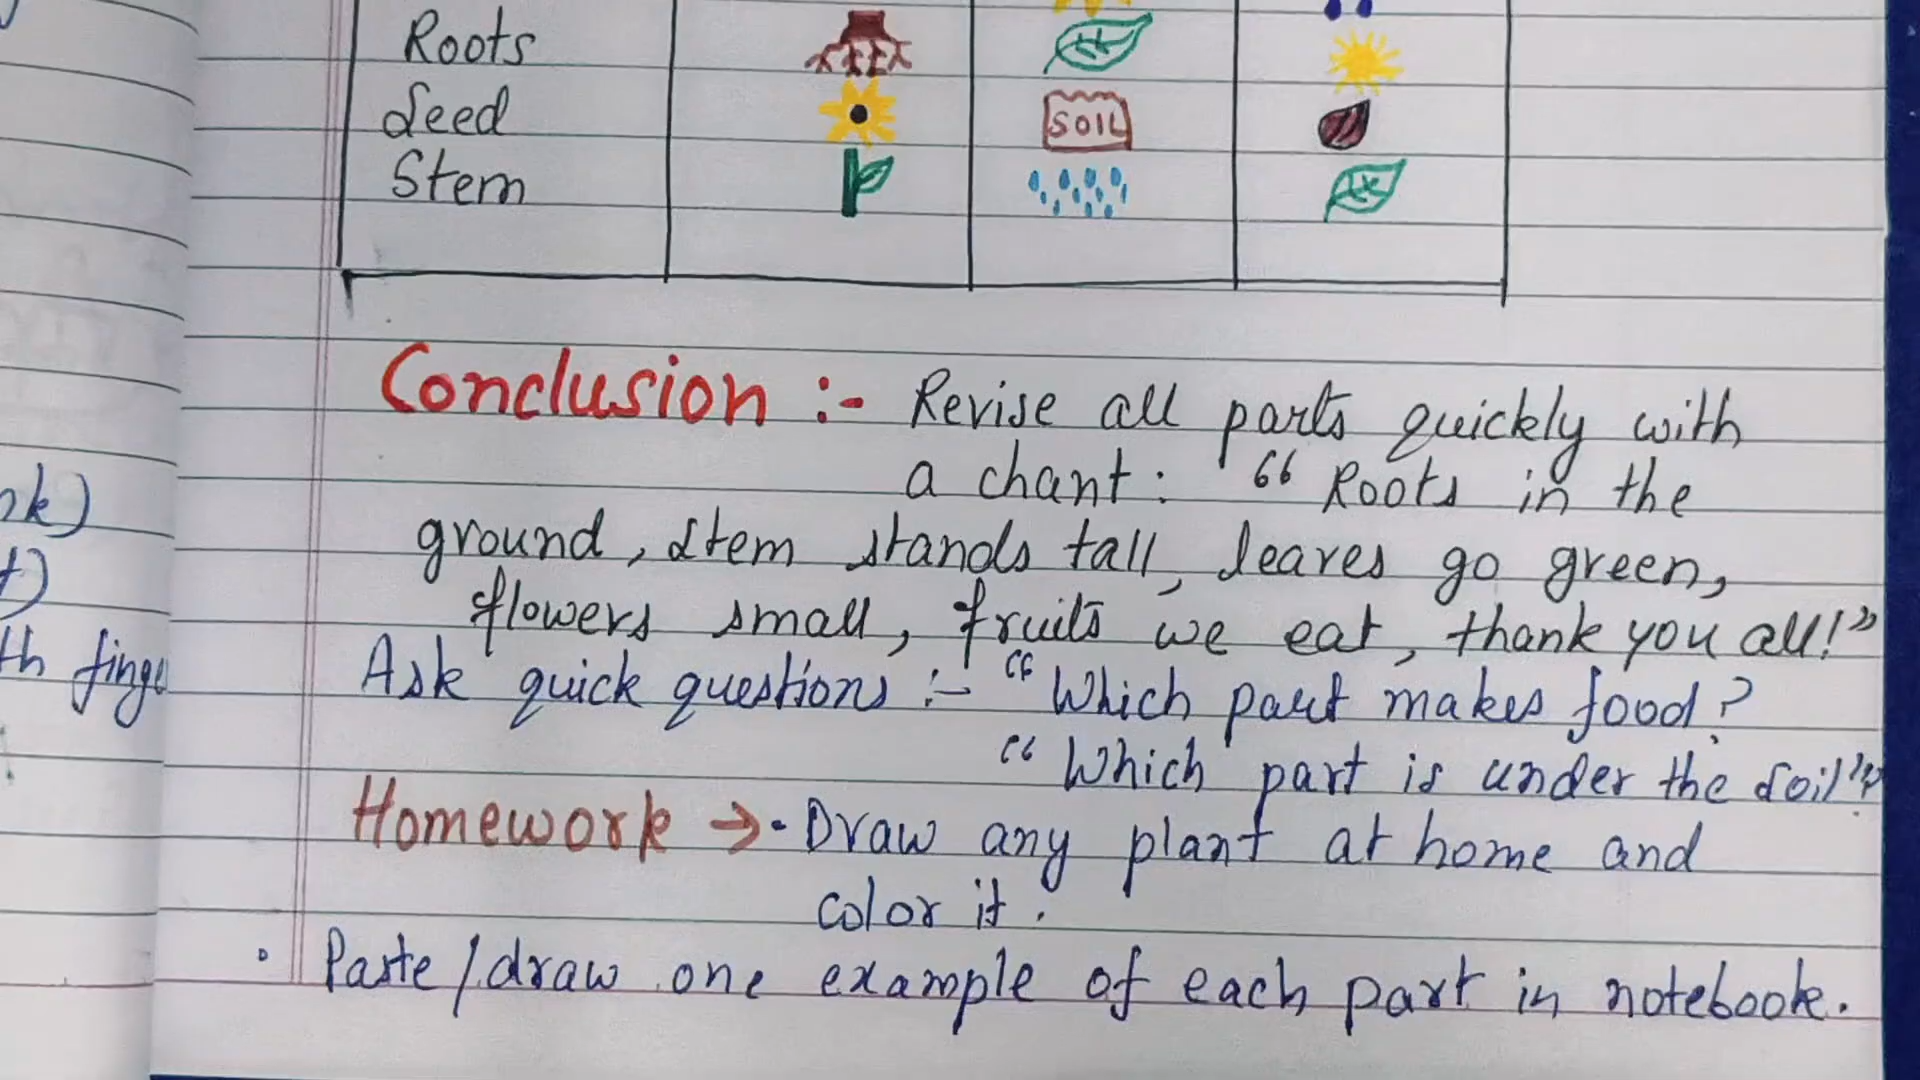 Roots
Seed
SOIL
Stem
Conclusion :- Revise all parts quickly with
a chant : " Roots in the
ground, stem stands tall, leaves go green,
flowers small, fruits we eat, thank you all!"
Ask quick questions :- " Which part makes food?
" Which part is under the soil"?
Homework → - Draw any plant at home and
color it .
• Paste / draw one example of each part in notebook.